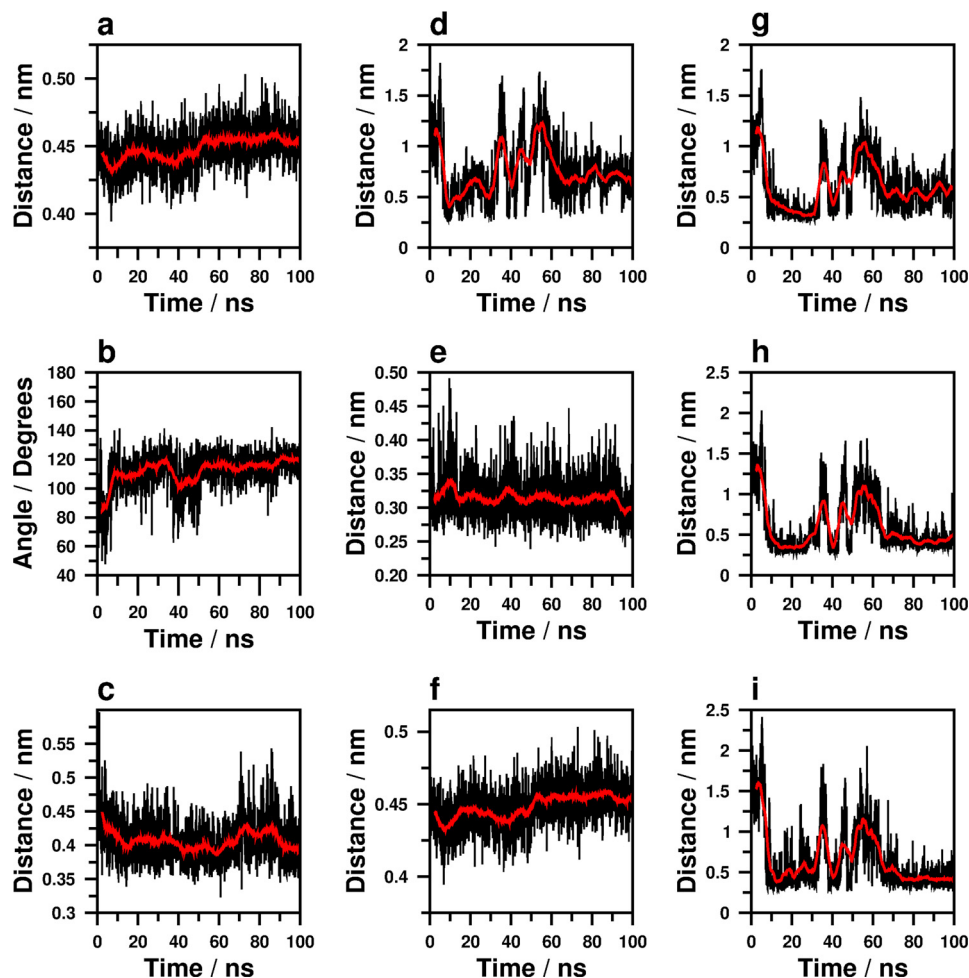 a
Distance / nm
0.50
0.45
0.40
0 20 40 60 80 100
Time / ns
d
Distance / nm
2
1.5
1
0.5
0
0 20 40 60 80 100
Time / ns
g
Distance / nm
2
1.5
1
0.5
0
0 20 40 60 80 100
Time / ns
b
Angle / Degrees
180
160
140
120
100
80
60
40
0 20 40 60 80 100
Time / ns
e
Distance / nm
0.50
0.45
0.40
0.35
0.30
0.25
0.20
0 20 40 60 80 100
Time / ns
h
Distance / nm
2.5
2
1.5
1
0.5
0
0 20 40 60 80 100
Time / ns
c
Distance / nm
0.55
0.5
0.45
0.4
0.35
0.3
0 20 40 60 80 100
Time / ns
f
Distance / nm
0.5
0.45
0.4
0 20 40 60 80 100
Time / ns
i
Distance / nm
2.5
2
1.5
1
0.5
0
0 20 40 60 80 100
Time / ns